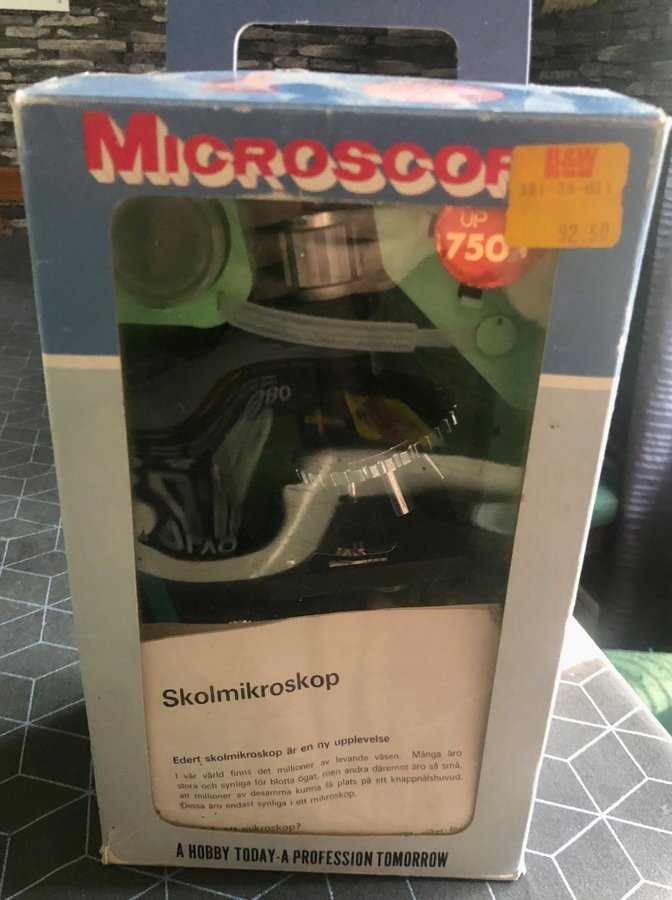 MICROSCOP
B&W
92.50
UP
750X
Skolmikroskop
Edert skolmikroskop är en ny upplevelse
I vår värld finns det millioner av levande väsen. Många äro
stora och synliga för blotta ögat, men andra däremot äro så små,
att millioner av desamma kunna få plats på ett knappnålshuvud.
Dessa äro endast synliga i ett mikroskop.
mikroskop?
A HOBBY TODAY-A PROFESSION TOMORROW